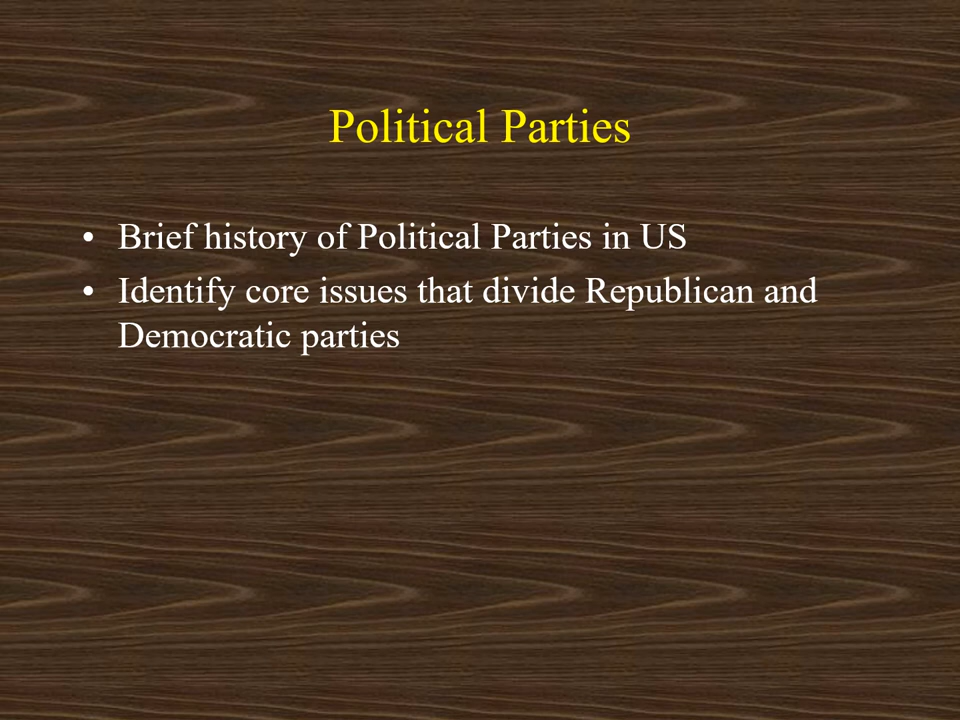 Political Parties
• Brief history of Political Parties in US
• Identify core issues that divide Republican and
Democratic parties